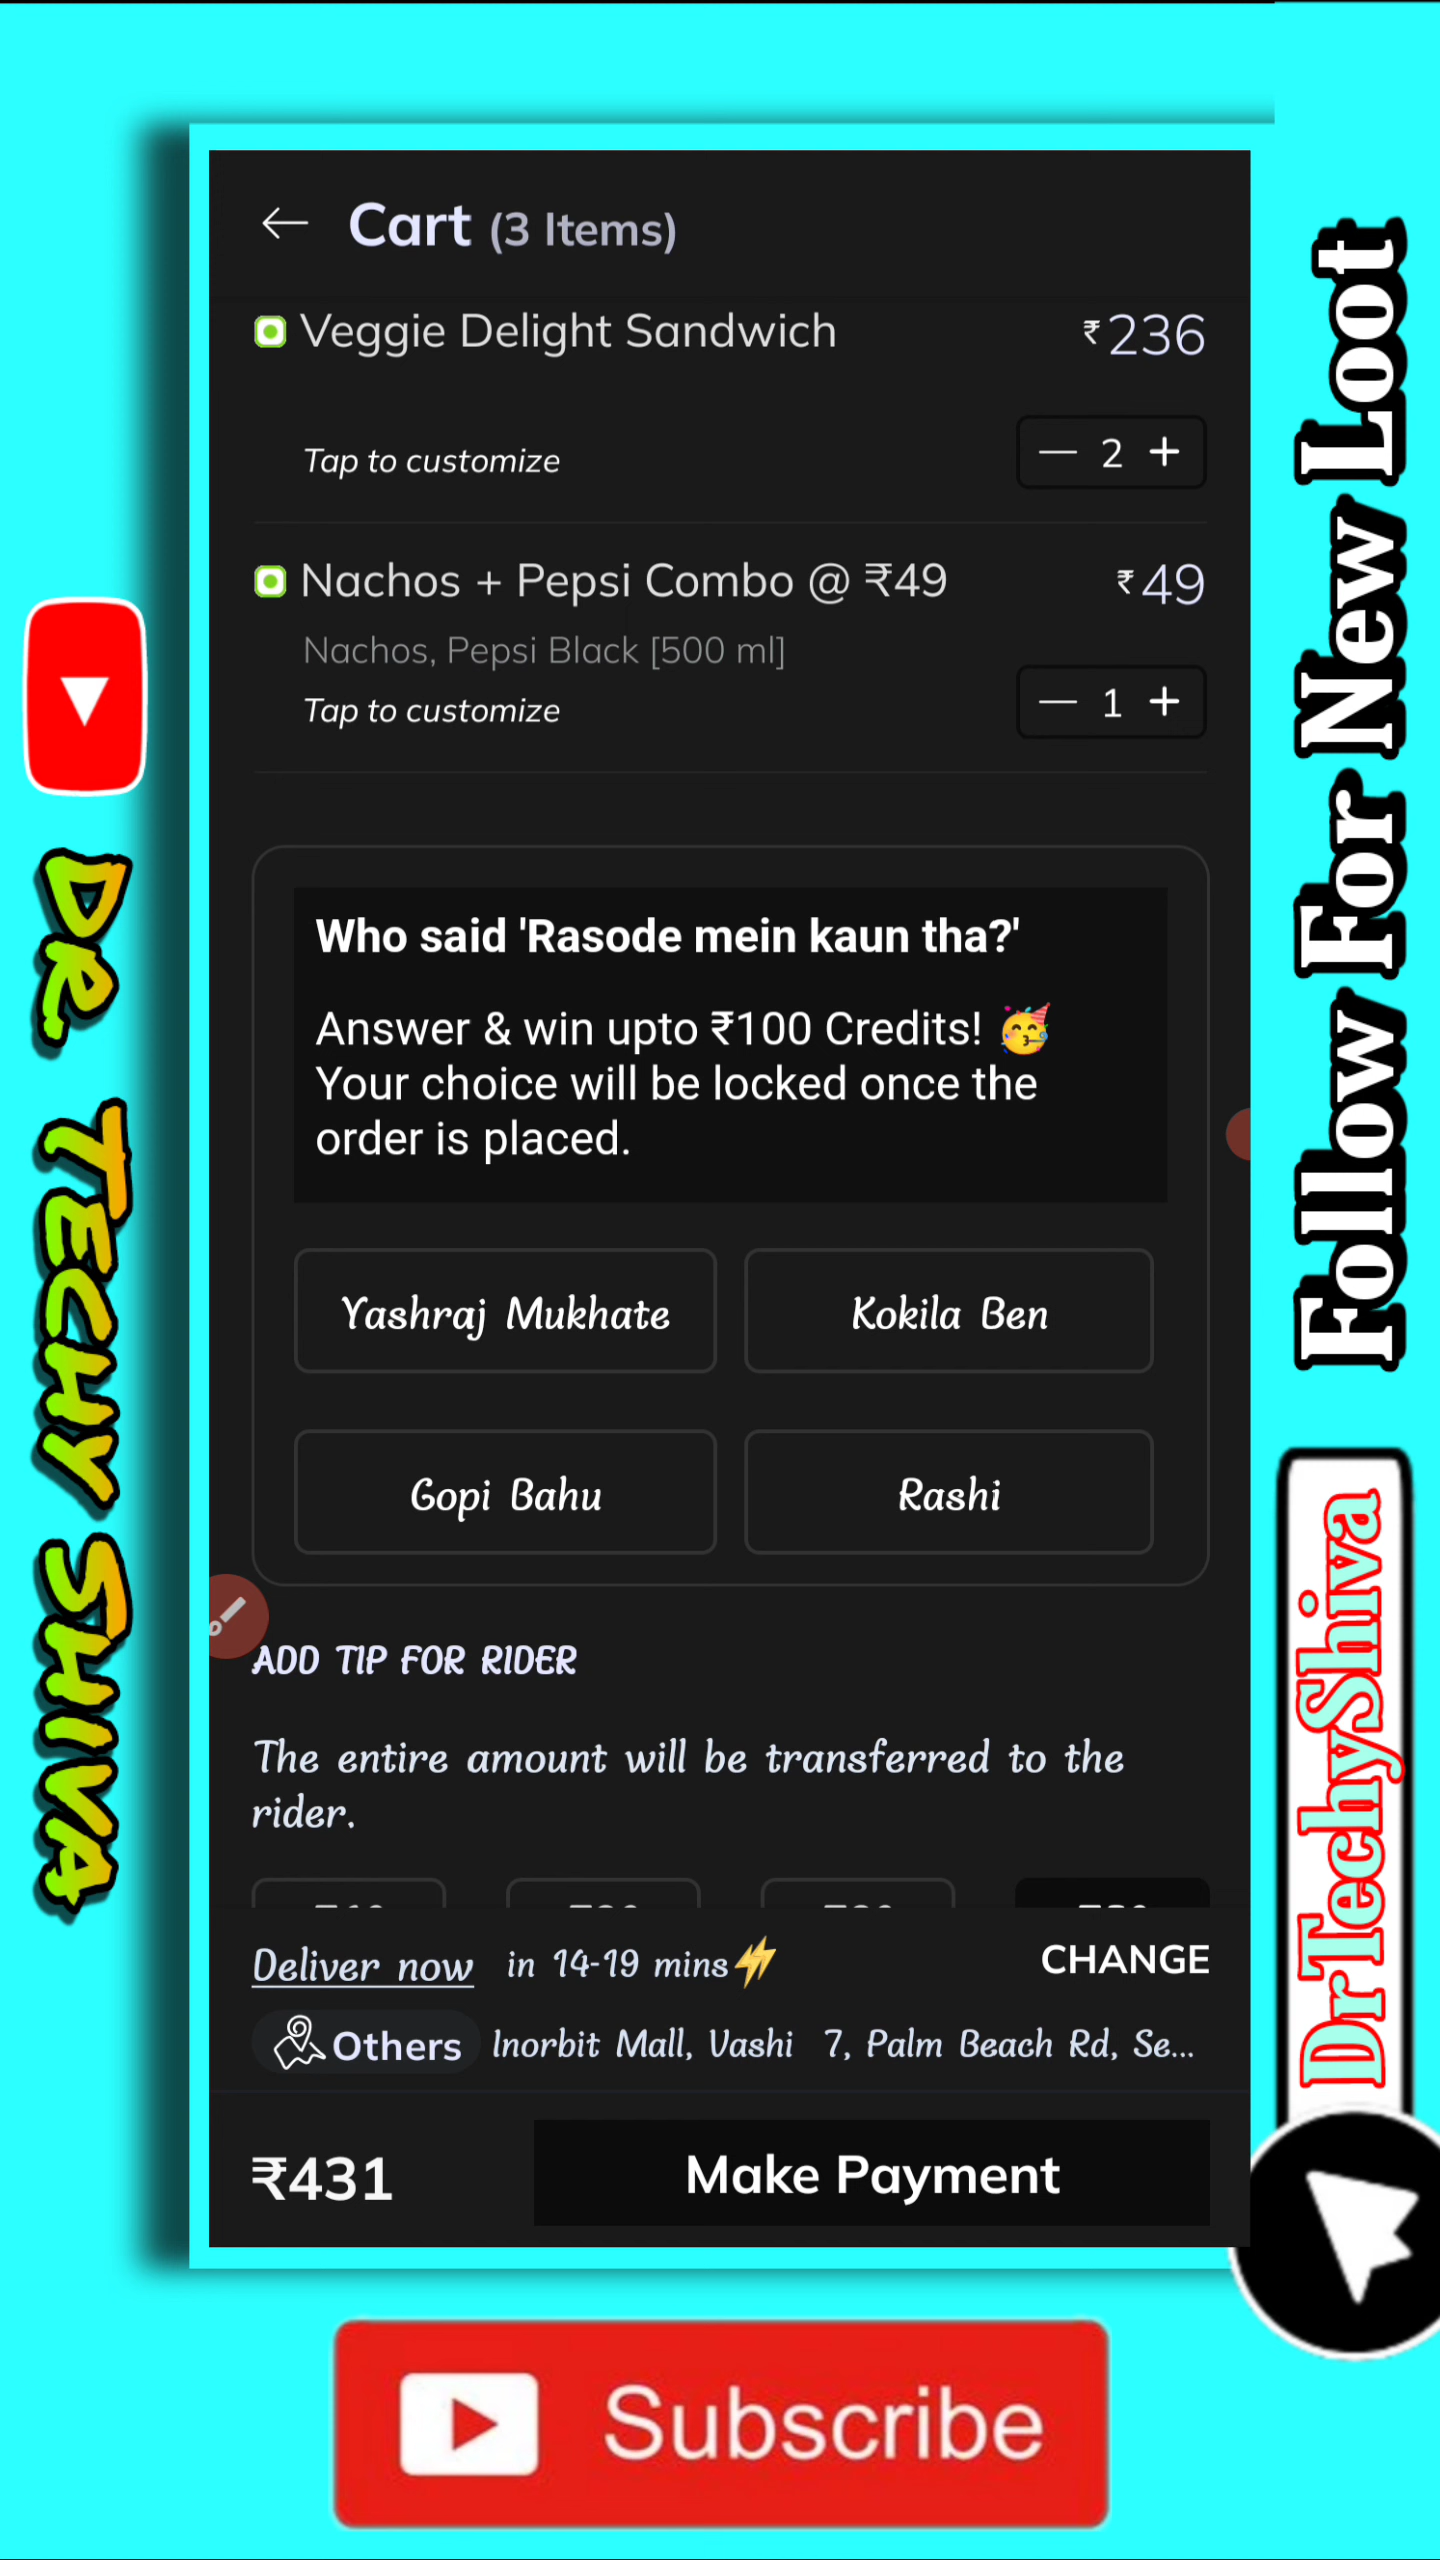 Cart (3 Items)
Veggie Delight Sandwich ₹236
Tap to customize — 2 +
Nachos + Pepsi Combo @ ₹49 ₹49
Nachos, Pepsi Black [500 ml]
Tap to customize — 1 +
Who said 'Rasode mein kaun tha?'
Answer & win upto ₹100 Credits! 🥳
Your choice will be locked once the
order is placed.
Yashraj Mukhate
Kokila Ben
Gopi Bahu
Rashi
ADD TIP FOR RIDER
The entire amount will be transferred to the
rider.
Deliver now in 14-19 mins⚡ CHANGE
Others Inorbit Mall, Vashi 7, Palm Beach Rd, Se...
₹431 Make Payment
DR TECHY SHIVA
Follow For New Loot
DrTechyShiva
Subscribe